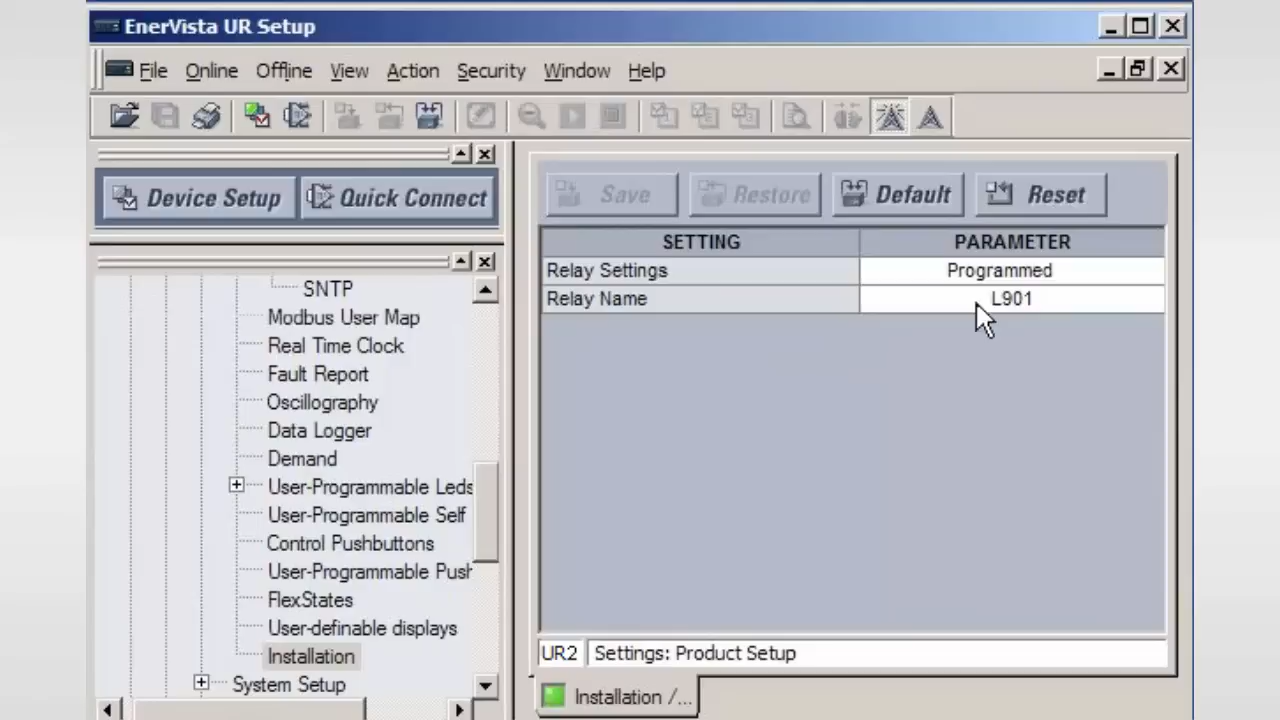 EnerVista UR Setup
File Online Offline View Action Security Window Help
Device Setup Quick Connect
SNTP
Modbus User Map
Real Time Clock
Fault Report
Oscillography
Data Logger
Demand
User-Programmable Leds
User-Programmable Self
Control Pushbuttons
User-Programmable Push
FlexStates
User-definable displays
Installation
System Setup
Save Restore Default Reset
SETTING PARAMETER
Relay Settings Programmed
Relay Name L901
UR2 Settings: Product Setup
Installation /...